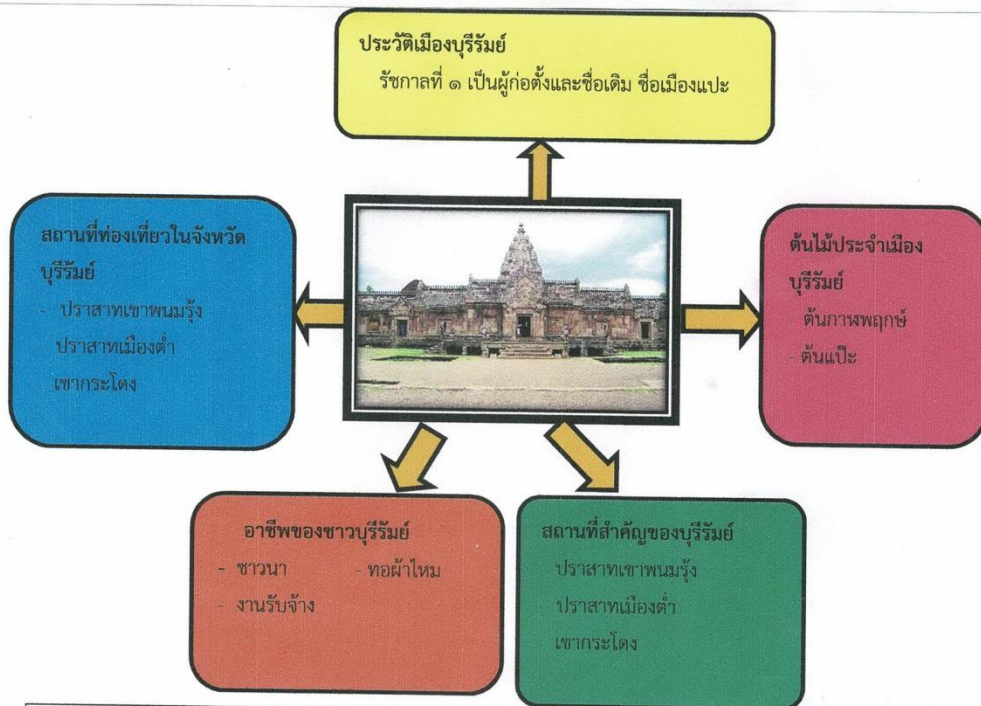 ประวัติเมืองบุรีรัมย์
รัชกาลที่ ๑ เป็นผู้ก่อตั้งและชื่อเดิม ชื่อเมืองแปะ
สถานที่ท่องเที่ยวในจังหวัด
บุรีรัมย์
- ปราสาทเขาพนมรุ้ง
ปราสาทเมืองต่ำ
เขากระโดง
ต้นไม้ประจำเมือง
บุรีรัมย์
- ต้นกาฬพฤกษ์
- ต้นแป๊ะ
อาชีพของชาวบุรีรัมย์
- ชาวนา - ทอผ้าไหม
- งานรับจ้าง
สถานที่สำคัญของบุรีรัมย์
ปราสาทเขาพนมรุ้ง
ปราสาทเมืองต่ำ
เขากระโดง